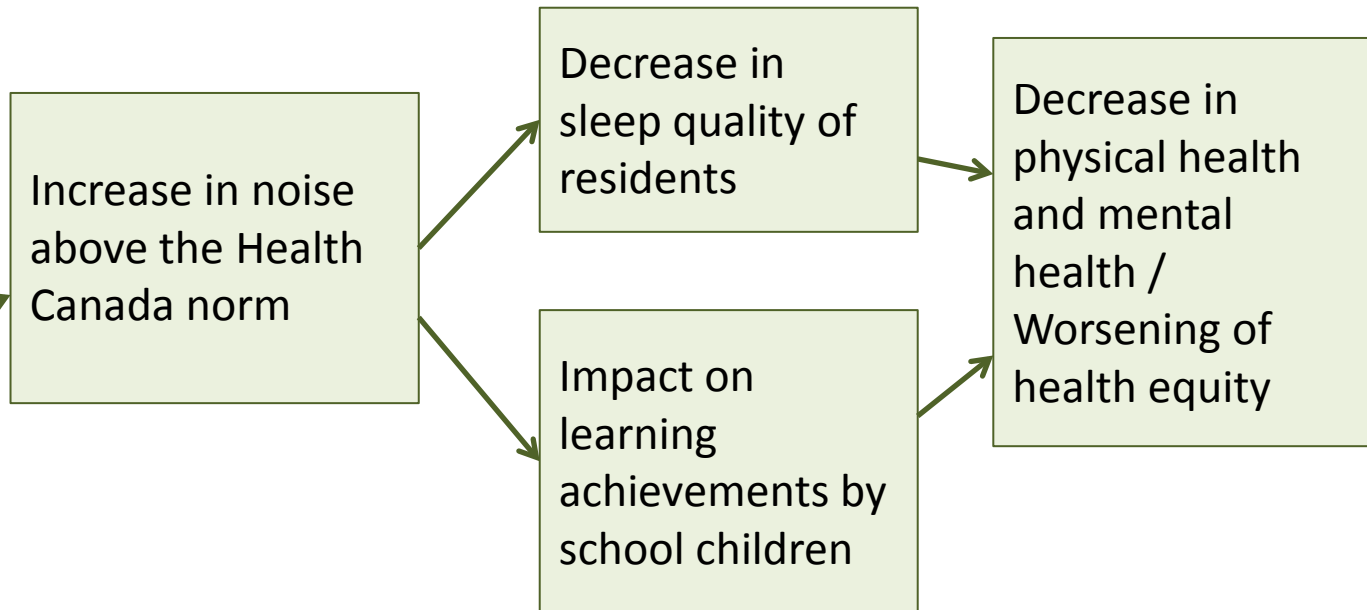 Increase in noise
above the Health
Canada norm
Decrease in
sleep quality of
residents
Impact on
learning
achievements by
school children
Decrease in
physical health
and mental
health /
Worsening of
health equity